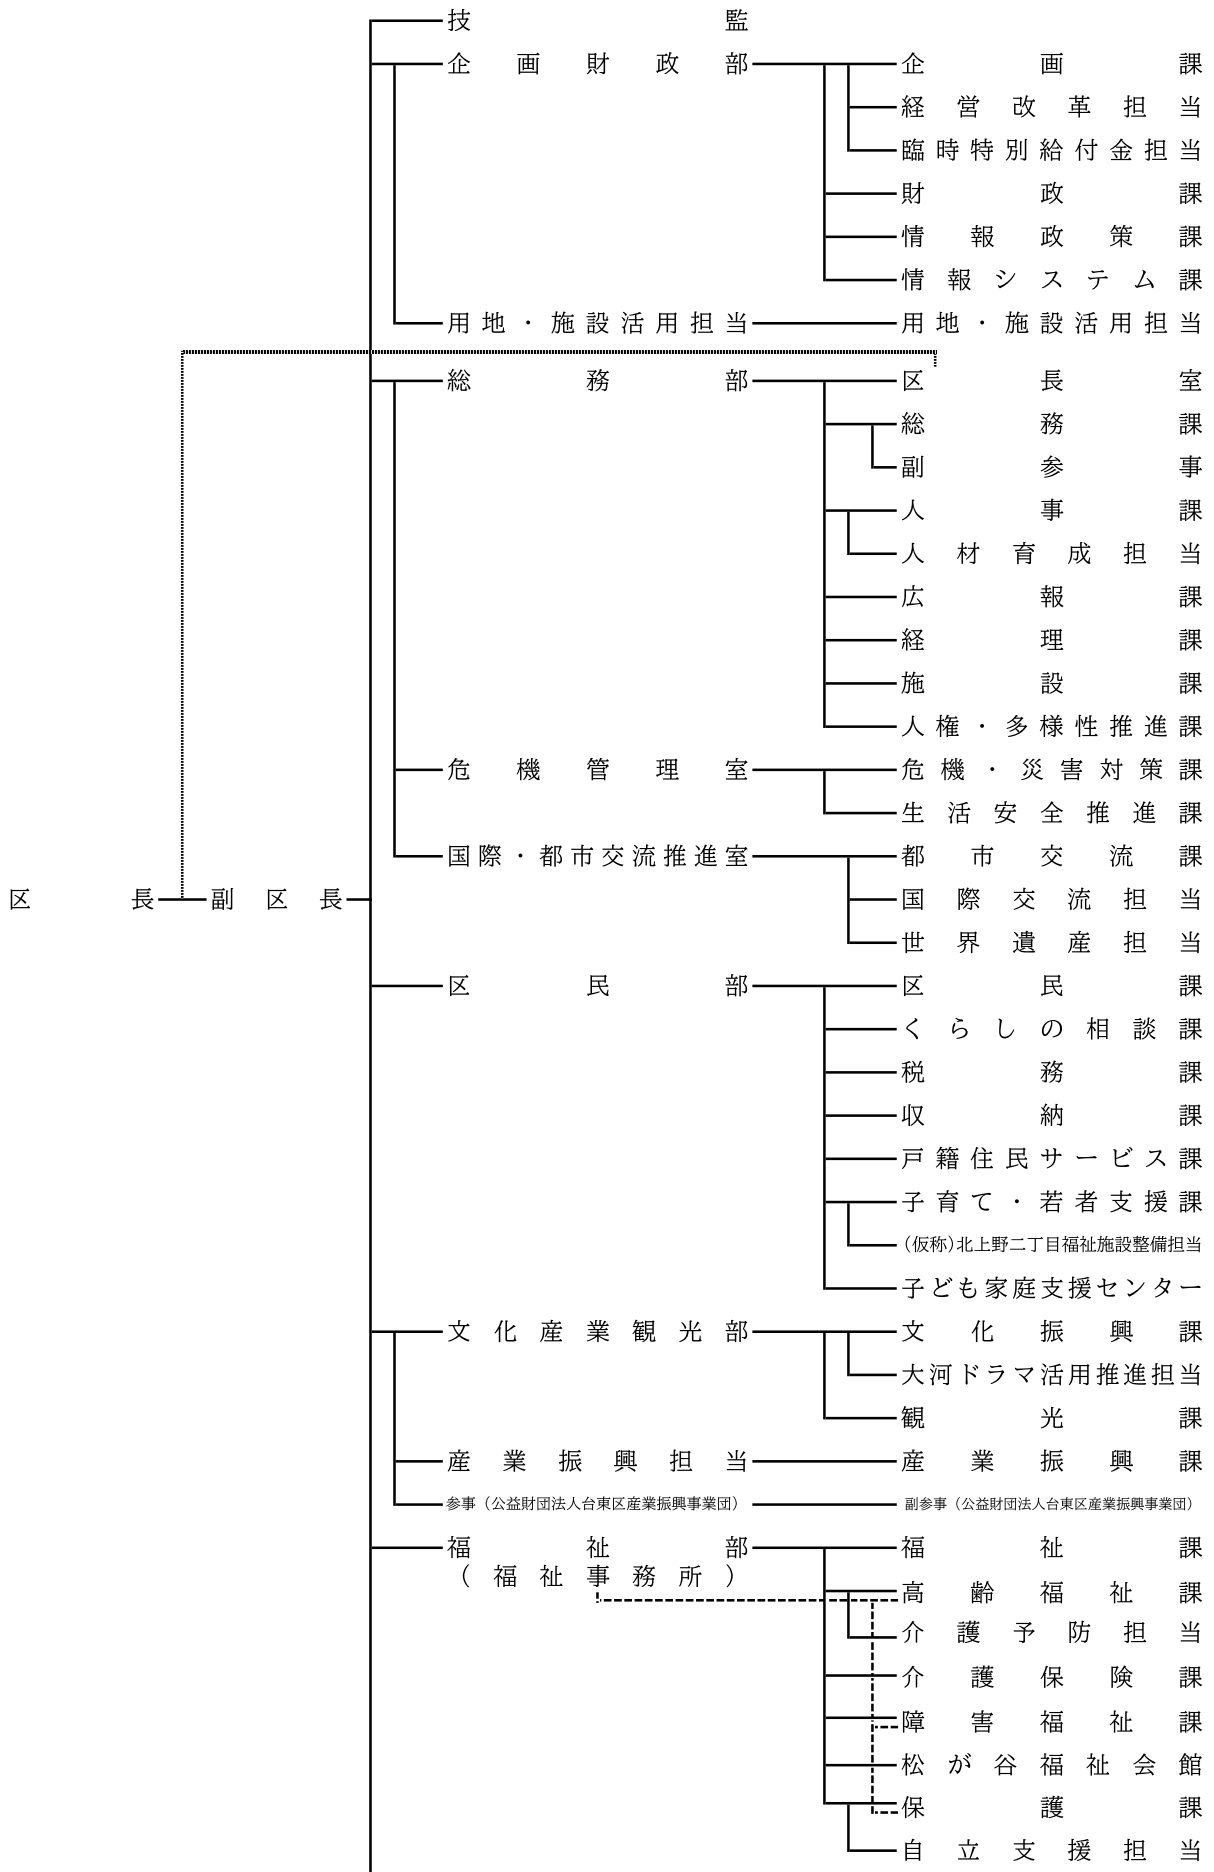 技監
企画財政部 企画課
経営改革担当
臨時特別給付金担当
財政課
情報政策課
情報システム課
用地・施設活用担当 用地・施設活用担当
総務部 区長室
総務課
副参事
人事課
人材育成担当
広報課
経理課
施設課
人権・多様性推進課
危機管理室 危機・災害対策課
生活安全推進課
国際・都市交流推進室 都市交流課
区長 副区長 国際交流担当
世界遺産担当
区民部 区民課
くらしの相談課
税務課
収納課
戸籍住民サービス課
子育て・若者支援課
(仮称)北上野二丁目福祉施設整備担当
子ども家庭支援センター
文化産業観光部 文化振興課
大河ドラマ活用推進担当
観光課
産業振興担当 産業振興課
参事（公益財団法人台東区産業振興事業団） 副参事（公益財団法人台東区産業振興事業団）
福祉部 福祉課
（福祉事務所）
高齢福祉課
介護予防担当
介護保険課
障害福祉課
松が谷福祉会館
保護課
自立支援担当